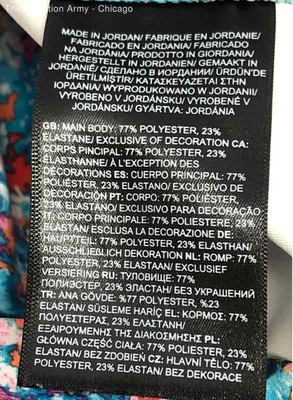 The Salvation Army - Chicago
MADE IN JORDAN/ FABRIQUE EN JORDANIE/
FABRICADO EN JORDANIA/ FABRICADO
NA JORDÂNIA/ PRODOTTO IN GIORDANIA/
HERGESTELLT IN JORDANIEN/ GEMAAKT IN
JORDANIË/ СДЕЛАНО В ИОРДАНИИ/ ÜRDÜN'DE
ÜRETİLMİŞTİR/ ΚΑΤΑΣΚΕΥΑΖΕΤΑΙ ΣΤΗΝ
ΙΟΡΔΑΝΙΑ/ WYPRODUKOWANO W JORDANII/
VYROBENO V JORDÁNSKU/ VYROBENÉ V
JORDÁNSKU/ GYÁRTVA: JORDÁNIA
GB: MAIN BODY: 77% POLYESTER, 23%
ELASTANE/ EXCLUSIVE OF DECORATION CA:
CORPS PINCIPAL: 77% POLYESTER, 23%
ÉLASTHANNE/ À L'EXCEPTION DES
DÉCORATIONS ES: CUERPO PRINCIPAL: 77%
POLIÉSTER, 23% ELASTANO/ EXCLUSIVO DE
DECORACIÓN PT: CORPO: 77% POLIÉSTER,
23% ELASTANO/ EXCLUSIVO PARA DECORAÇÃO
IT: CORPO PRINCIPALE: 77% POLIESTERE, 23%
ELASTAN/ ESCLUSA LA DECORAZIONE DE:
HAUPTTEIL: 77% POLYESTER, 23% ELASTHAN/
AUSSCHLIEßLICH DEKORATION NL: ROMP: 77%
POLYESTER, 23% ELASTAAN/ EXCLUSIEF
VERSIERING RU: ТУЛОВИЩЕ: 77%
ПОЛИЭСТЕР, 23% ЭЛАСТАН/ БЕЗ УКРАШЕНИЙ
TR: ANA GÖVDE: %77 POLYESTER, %23
ELASTAN/ SÜSLEME HARİÇ EL: ΚΟΡΜΟΣ: 77%
ΠΟΛΥΕΣΤΕΡΑΣ, 23% ΕΛΑΣΤΑΝΗ/
ΕΞΑΙΡΟΥΜΕΝΗΣ ΤΗΣ ΔΙΑΚΟΣΜΗΣΗΣ PL:
GŁÓWNA CZĘŚĆ CIAŁA: 77% POLIESTER, 23%
ELASTAN/ BEZ ZDOBIEŃ CZ: HLAVNÍ TĚLO: 77%
POLYESTER, 23% ELASTAN/ BEZ DEKORACE